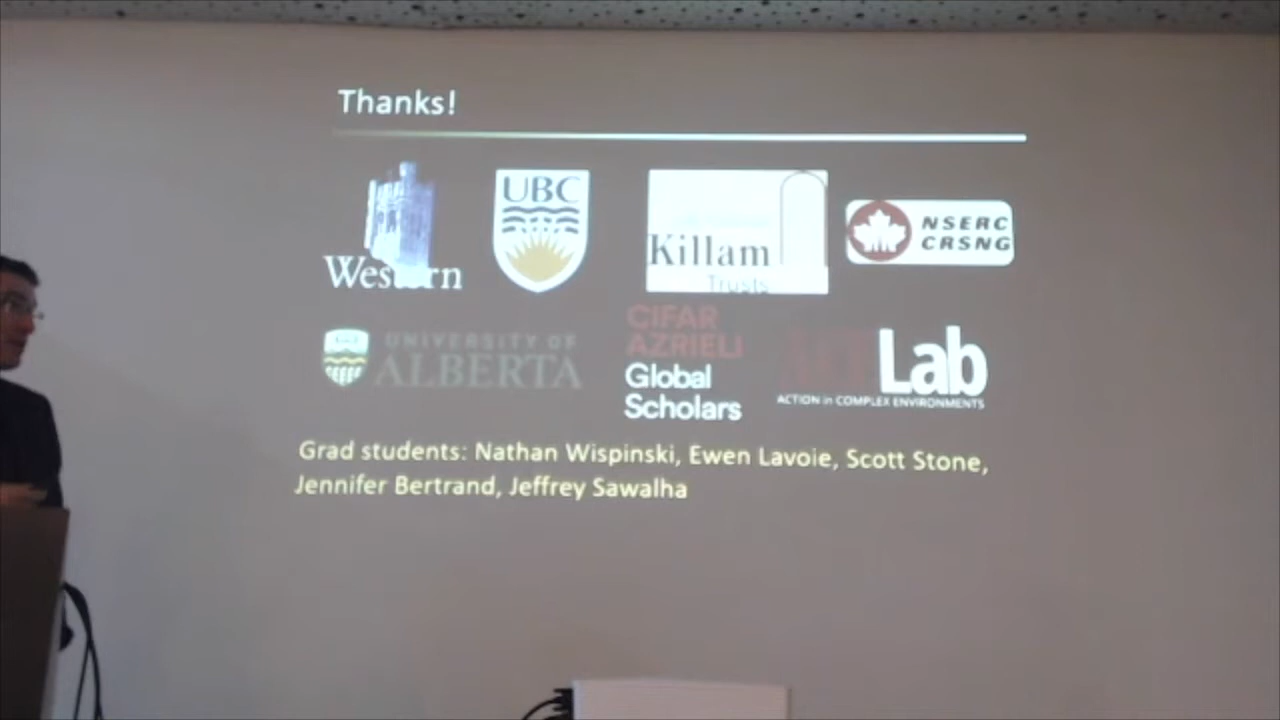 Thanks!
Western
UBC
Killam
Trusts
NSERC
CRSNG
UNIVERSITY OF
ALBERTA
CIFAR
AZRIELI
Global
Scholars
ACT Lab
ACTION in COMPLEX ENVIRONMENTS
Grad students: Nathan Wispinski, Ewen Lavoie, Scott Stone,
Jennifer Bertrand, Jeffrey Sawalha